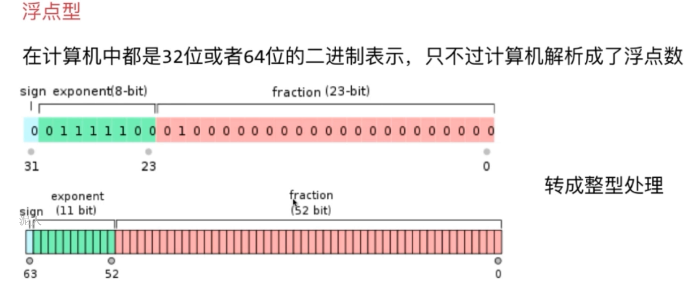 浮点型
在计算机中都是32位或者64位的二进制表示，只不过计算机解析成了浮点数
sign exponent(8-bit) fraction (23-bit)
0 0 1 1 1 1 1 0 0 0 1 0 0 0 0 0 0 0 0 0 0 0 0 0 0 0 0 0 0 0 0 0
31 23 0
转成整型处理
exponent fraction
sign (11 bit) (52 bit)
63 52 0